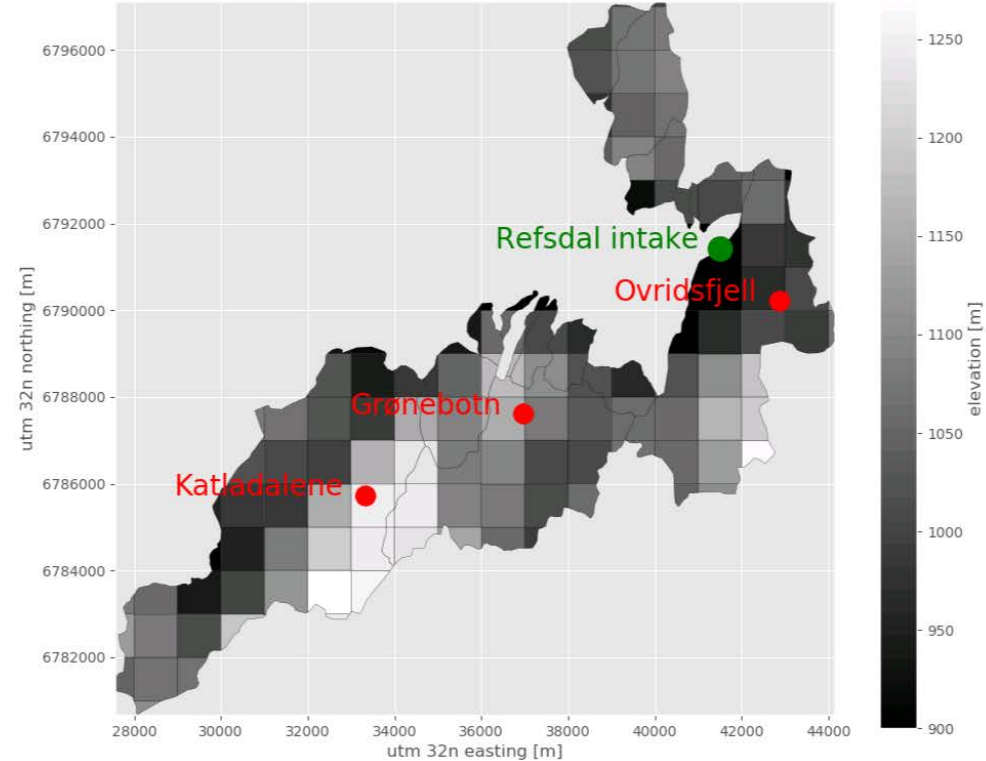 6796000
6794000
6792000
6790000
6788000
6786000
6784000
6782000
utm 32n northing [m]
Refsdal intake
Ovridsfjell
Grønebotn
Katladalene
28000 30000 32000 34000 36000 38000 40000 42000 44000
utm 32n easting [m]
1250
1200
1150
1100
1050
1000
950
900
elevation [m]